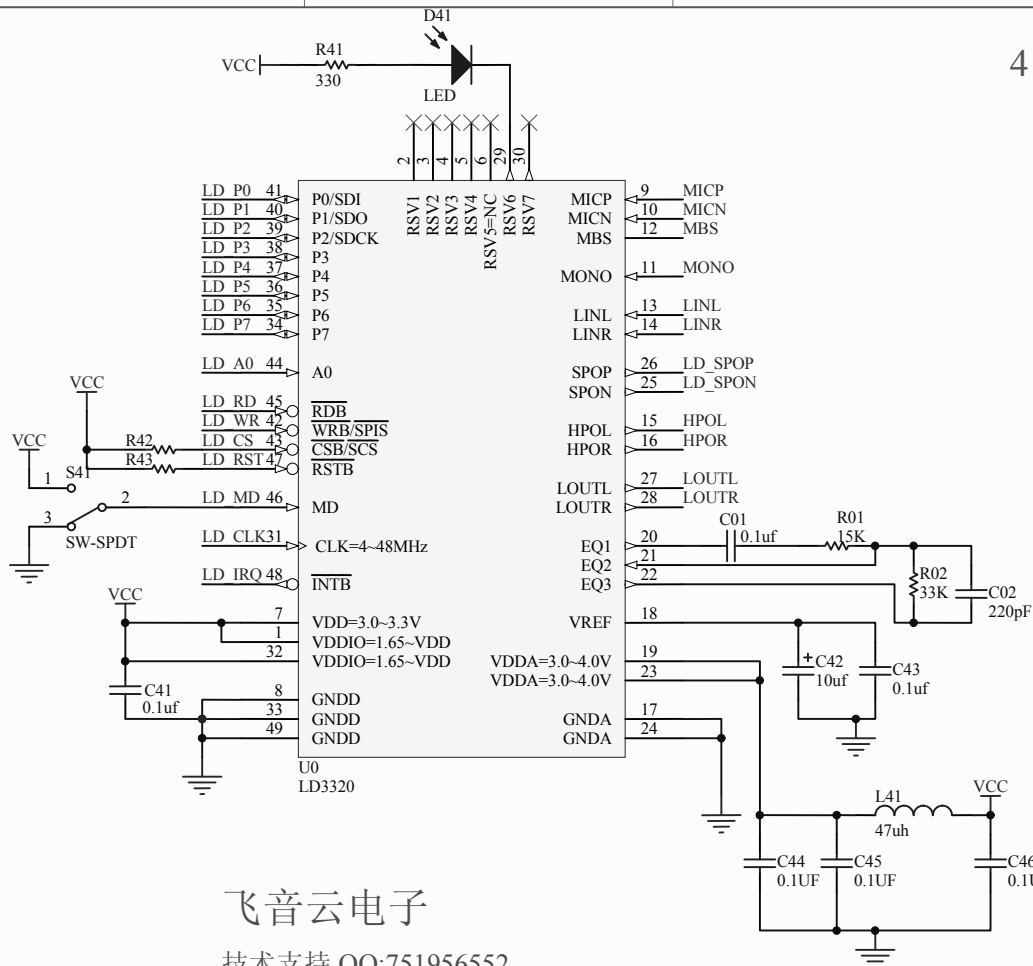 4
D41
R41
VCC
330
LED
2
3
4
5
6
29
30
RSV1
RSV2
RSV3
RSV4
RSV5=NC
RSV6
RSV7
LD_P0 41 P0/SDI
LD_P1 40 P1/SDO
LD_P2 39 P2/SDCK
LD_P3 38 P3
LD_P4 37 P4
LD_P5 36 P5
LD_P6 35 P6
LD_P7 34 P7
LD_A0 44 A0
VCC
LD_RD 45 RDB
LD_WR 42 WRB/SPIS
VCC
R42 LD_CS 43 CSB/SCS
R43 LD_RST 47 RSTB
1 S41
2 LD_MD 46 MD
3
SW-SPDT
LD_CLK 31 CLK=4~48MHz
LD_IRQ 48 INTB
VCC
7 VDD=3.0~3.3V
1 VDDIO=1.65~VDD
32 VDDIO=1.65~VDD
C41
0.1uf
8 GNDD
33 GNDD
49 GNDD
U0
LD3320
MICP 9 MICP
MICN 10 MICN
MBS 12 MBS
MONO 11 MONO
LINL 13 LINL
LINR 14 LINR
SPOP 26 LD_SPOP
SPON 25 LD_SPON
HPOL 15 HPOL
HPOR 16 HPOR
LOUTL 27 LOUTL
LOUTR 28 LOUTR
C01 R01
0.1uf 15K
EQ1 20
EQ2 21
EQ3 22
R02
33K
C02
220pF
VREF 18
VDDA=3.0~4.0V 19
VDDA=3.0~4.0V 23
+ C42
10uf
C43
0.1uf
GNDA 17
GNDA 24
L41
47uh
VCC
C44
0.1UF
C45
0.1UF
C46
飞音云电子
技术支持 QQ:751956552